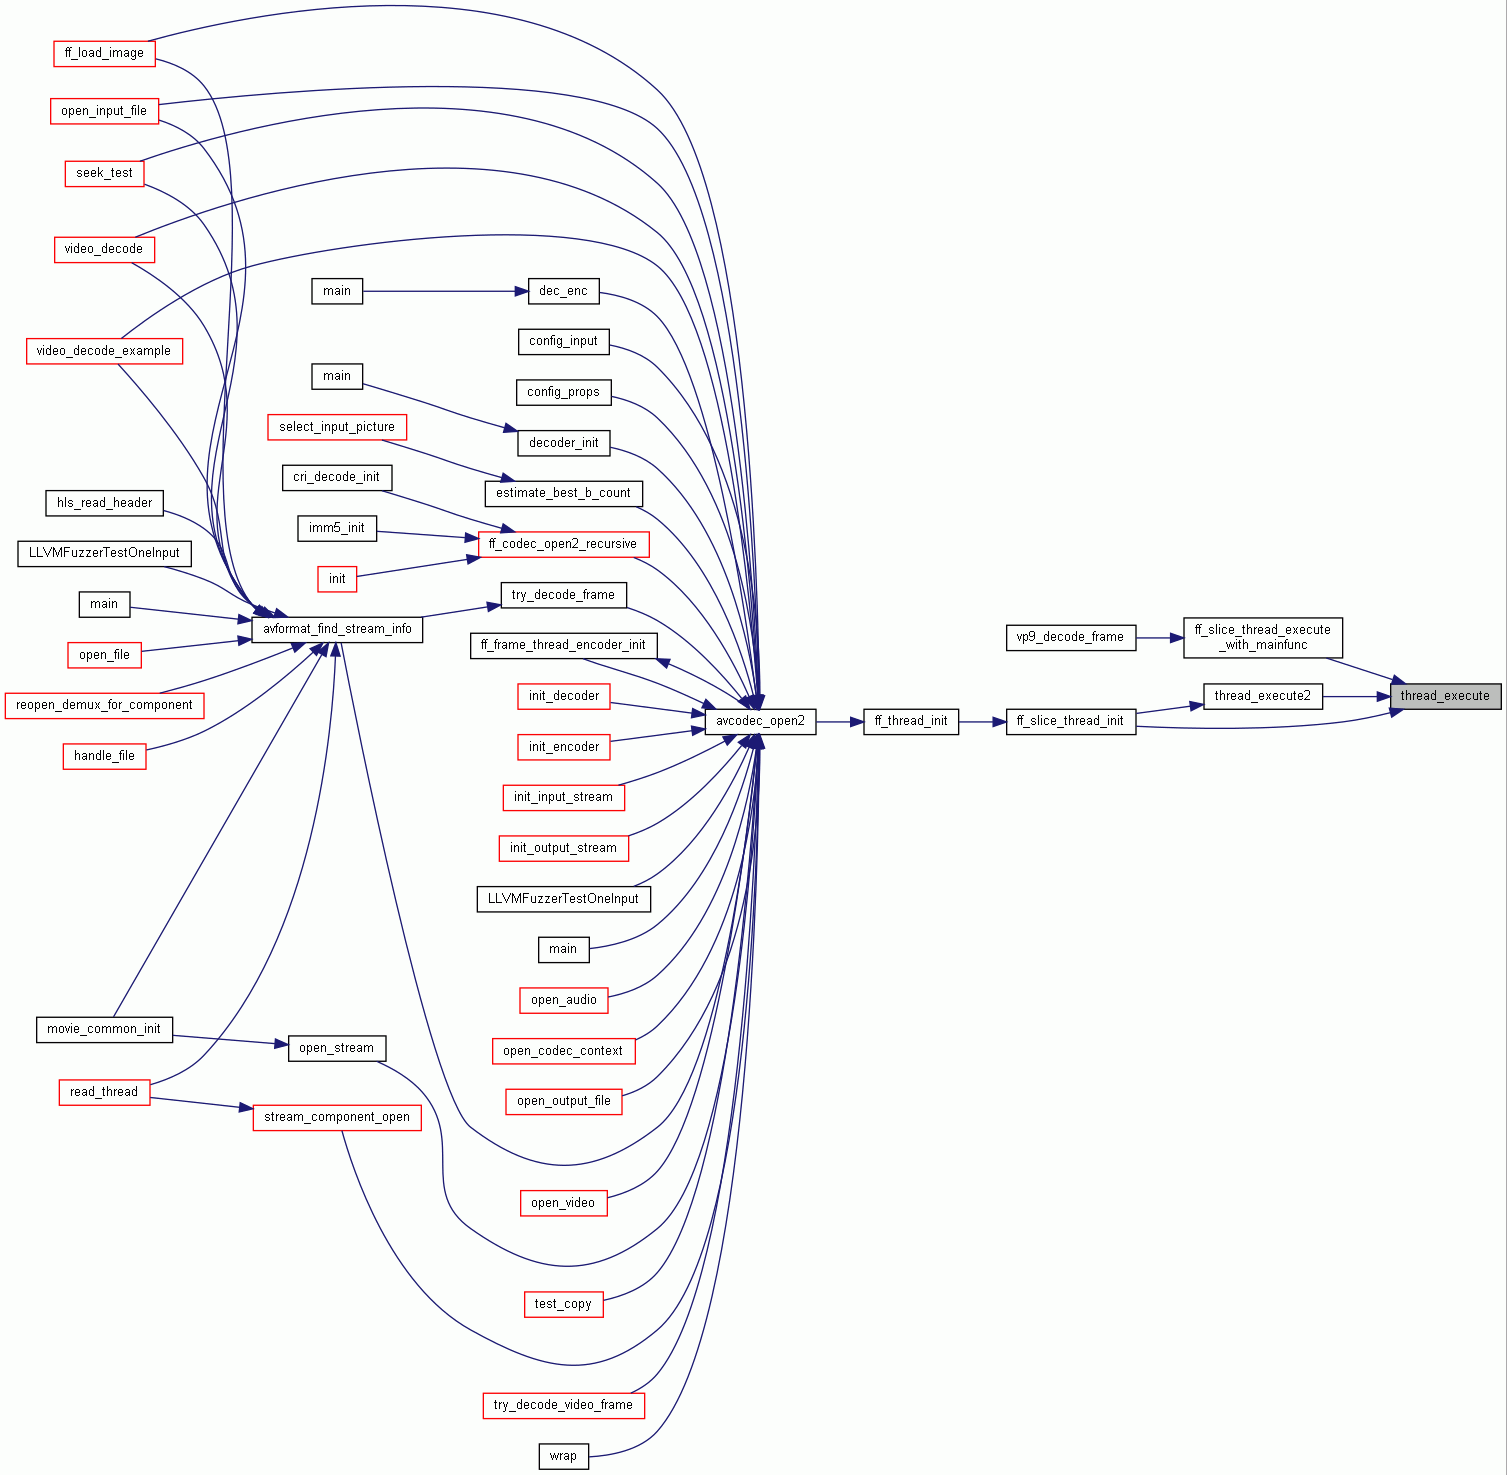 ff_load_image
open_input_file
seek_test
video_decode
video_decode_example
hls_read_header
LLVMFuzzerTestOneInput
main
open_file
reopen_demux_for_component
handle_file
movie_common_init
read_thread
main
main
select_input_picture
cri_decode_init
imm5_init
init
avformat_find_stream_info
open_stream
stream_component_open
dec_enc
config_input
config_props
decoder_init
estimate_best_b_count
ff_codec_open2_recursive
try_decode_frame
ff_frame_thread_encoder_init
init_decoder
init_encoder
init_input_stream
init_output_stream
LLVMFuzzerTestOneInput
main
open_audio
open_codec_context
open_output_file
open_video
test_copy
try_decode_video_frame
wrap
avcodec_open2
ff_thread_init
vp9_decode_frame
ff_slice_thread_init
ff_slice_thread_execute
_with_mainfunc
thread_execute2
thread_execute